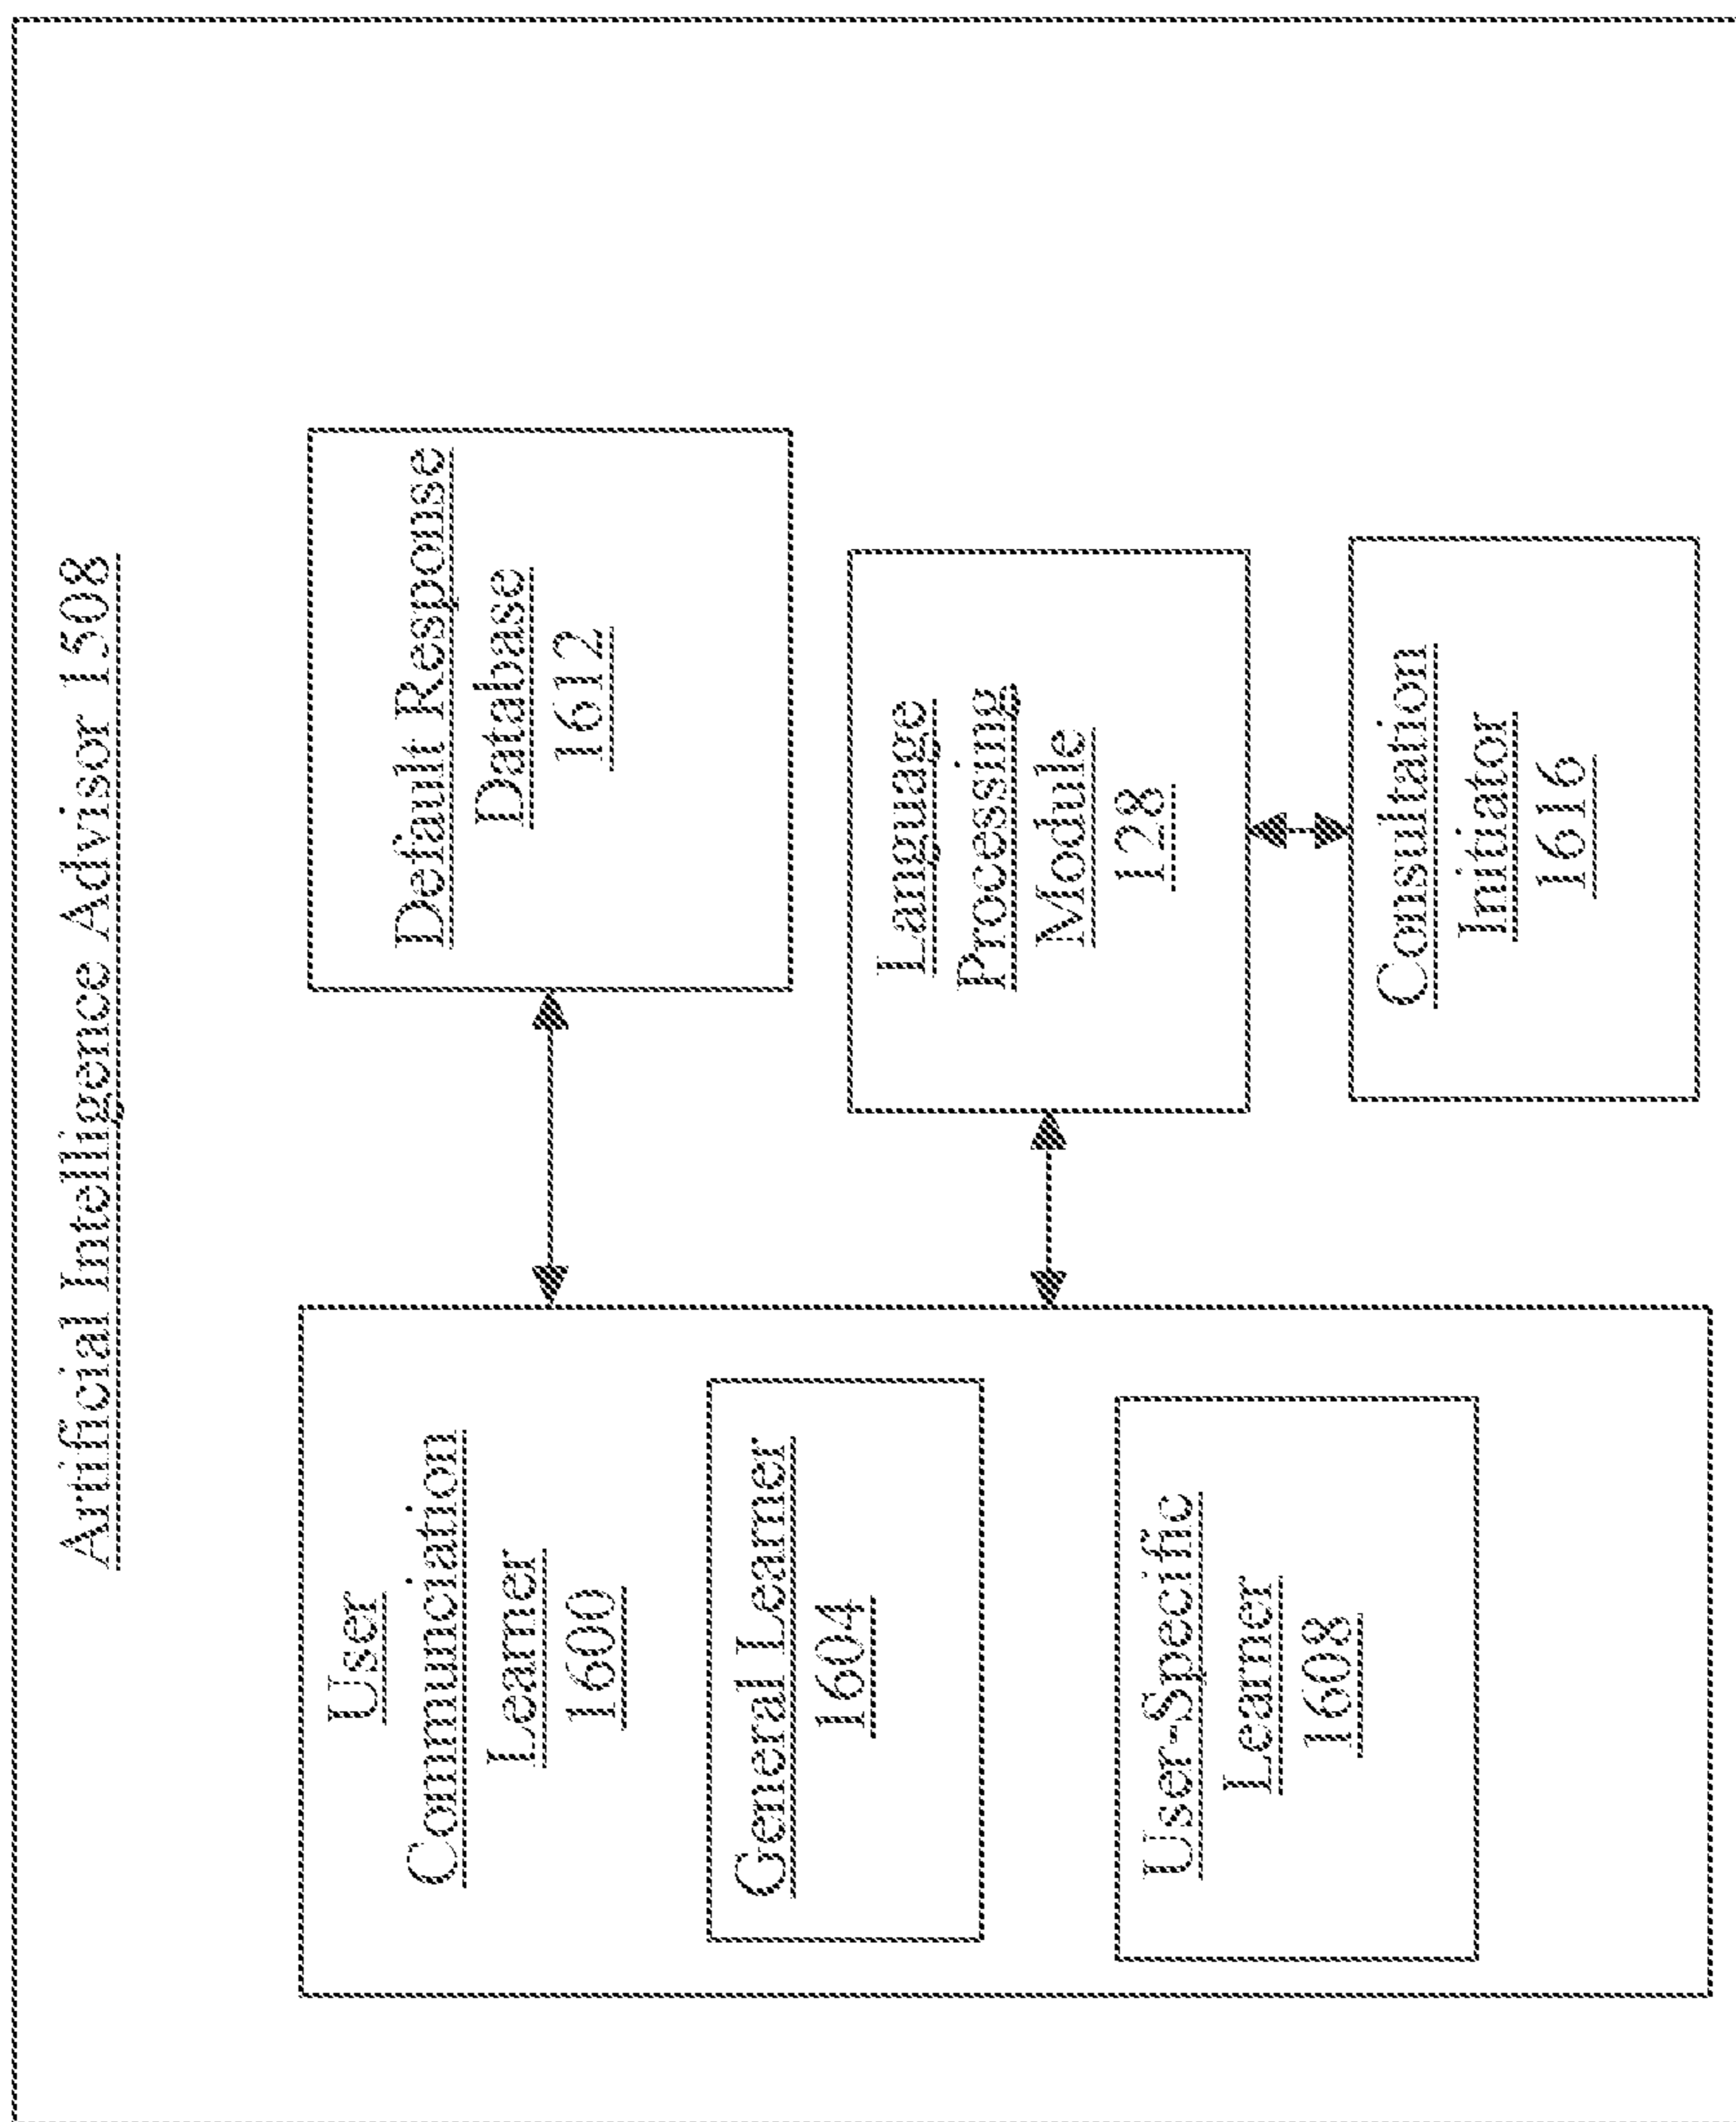 Artificial Intelligence Advisor 1508
User
Communciation
Learner
1600
General Learner
1604
User-Specific
Learner
1608
Default Response
Database
1612
Language
Processing
Module
128
Consultation
Initiator
1616